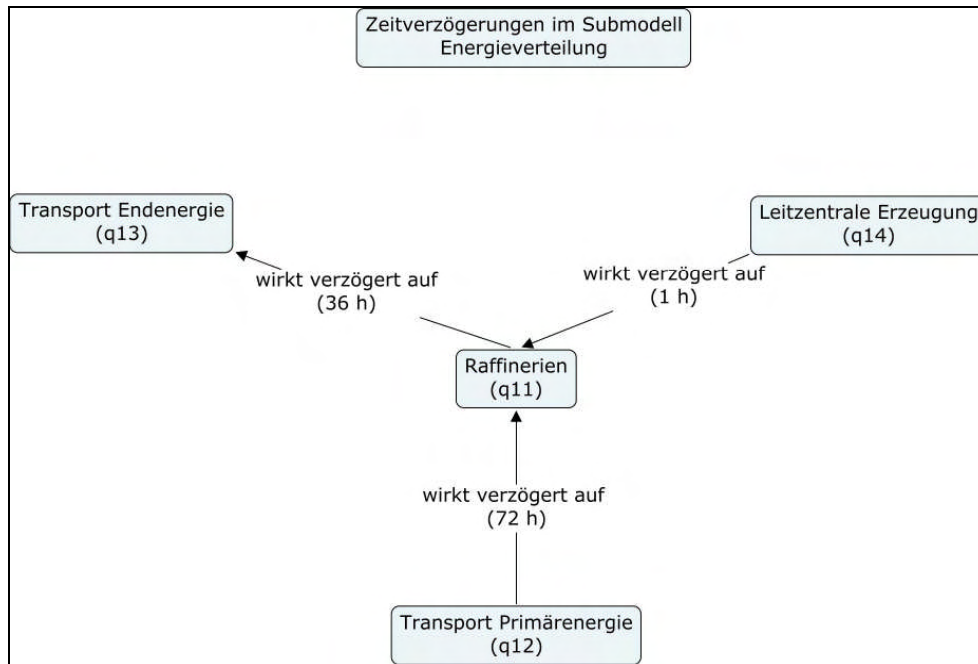 Zeitverzögerungen im Submodell
Energieverteilung
Transport Endenergie
(q13)
Leitzentrale Erzeugung
(q14)
wirkt verzögert auf
(36 h)
wirkt verzögert auf
(1 h)
Raffinerien
(q11)
wirkt verzögert auf
(72 h)
Transport Primärenergie
(q12)